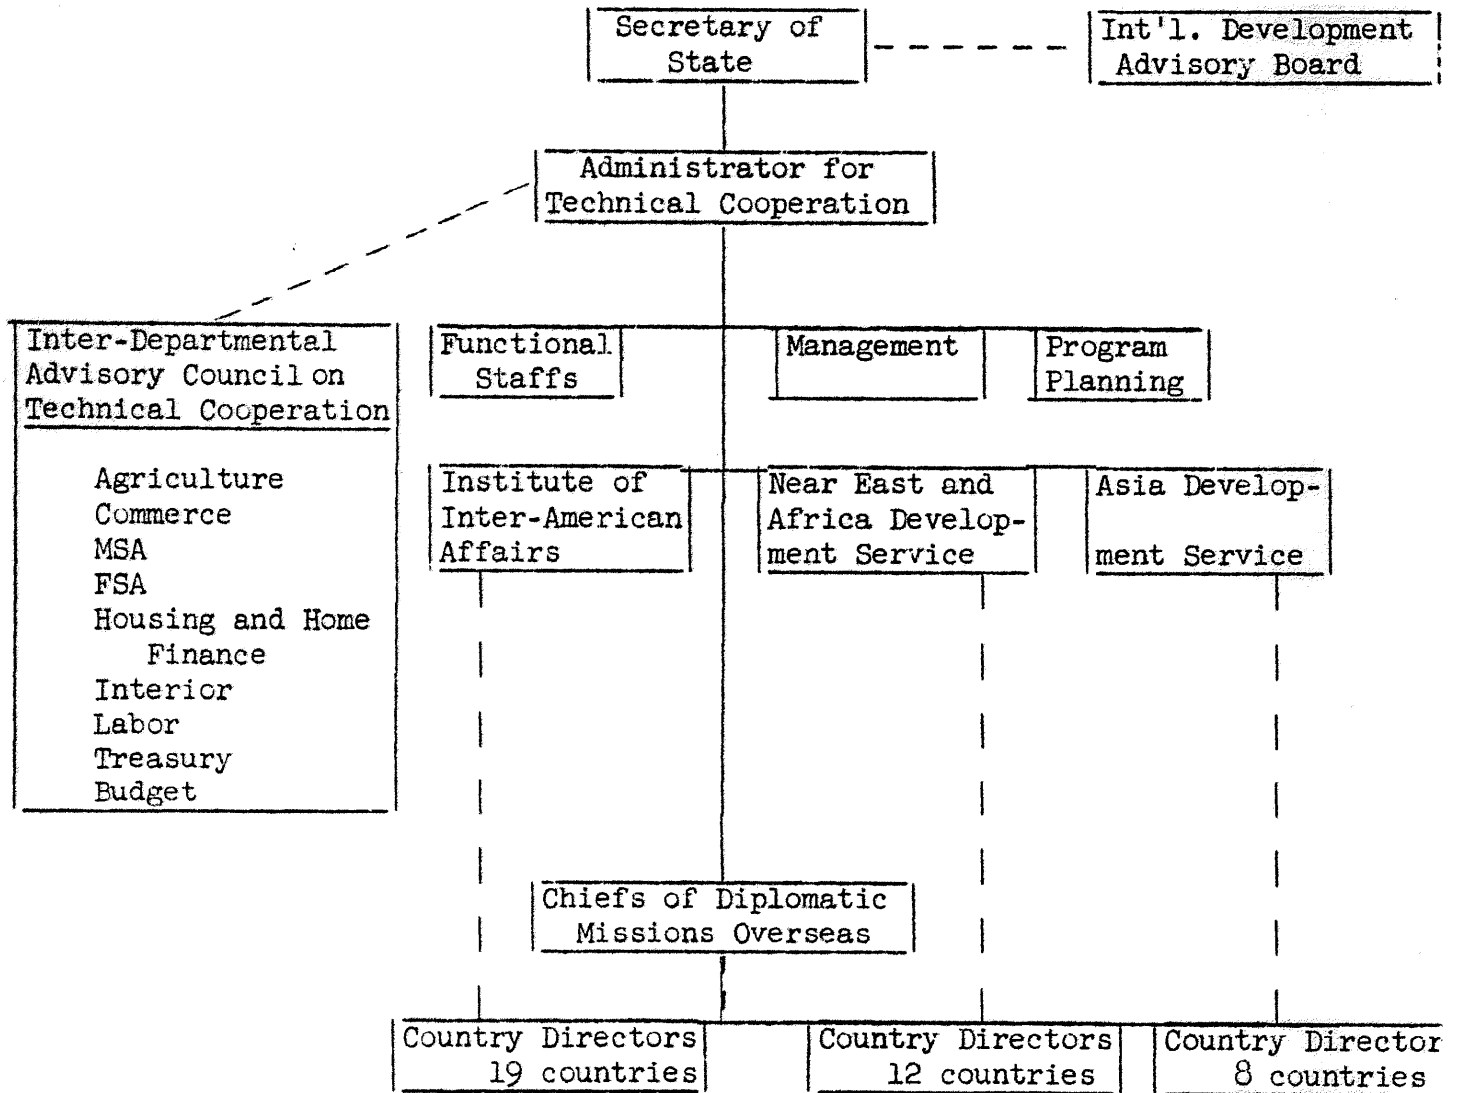 Secretary of
State
Int'l. Development
Advisory Board
Administrator for
Technical Cooperation
Inter-Departmental
Advisory Council on
Technical Cooperation
Agriculture
Commerce
MSA
FSA
Housing and Home
Finance
Interior
Labor
Treasury
Budget
Functional
Staffs
Management
Program
Planning
Institute of
Inter-American
Affairs
Near East and
Africa Develop-
ment Service
Asia Develop-
ment Service
Chiefs of Diplomatic
Missions Overseas
Country Directors
19 countries
Country Directors
12 countries
Country Director
8 countries